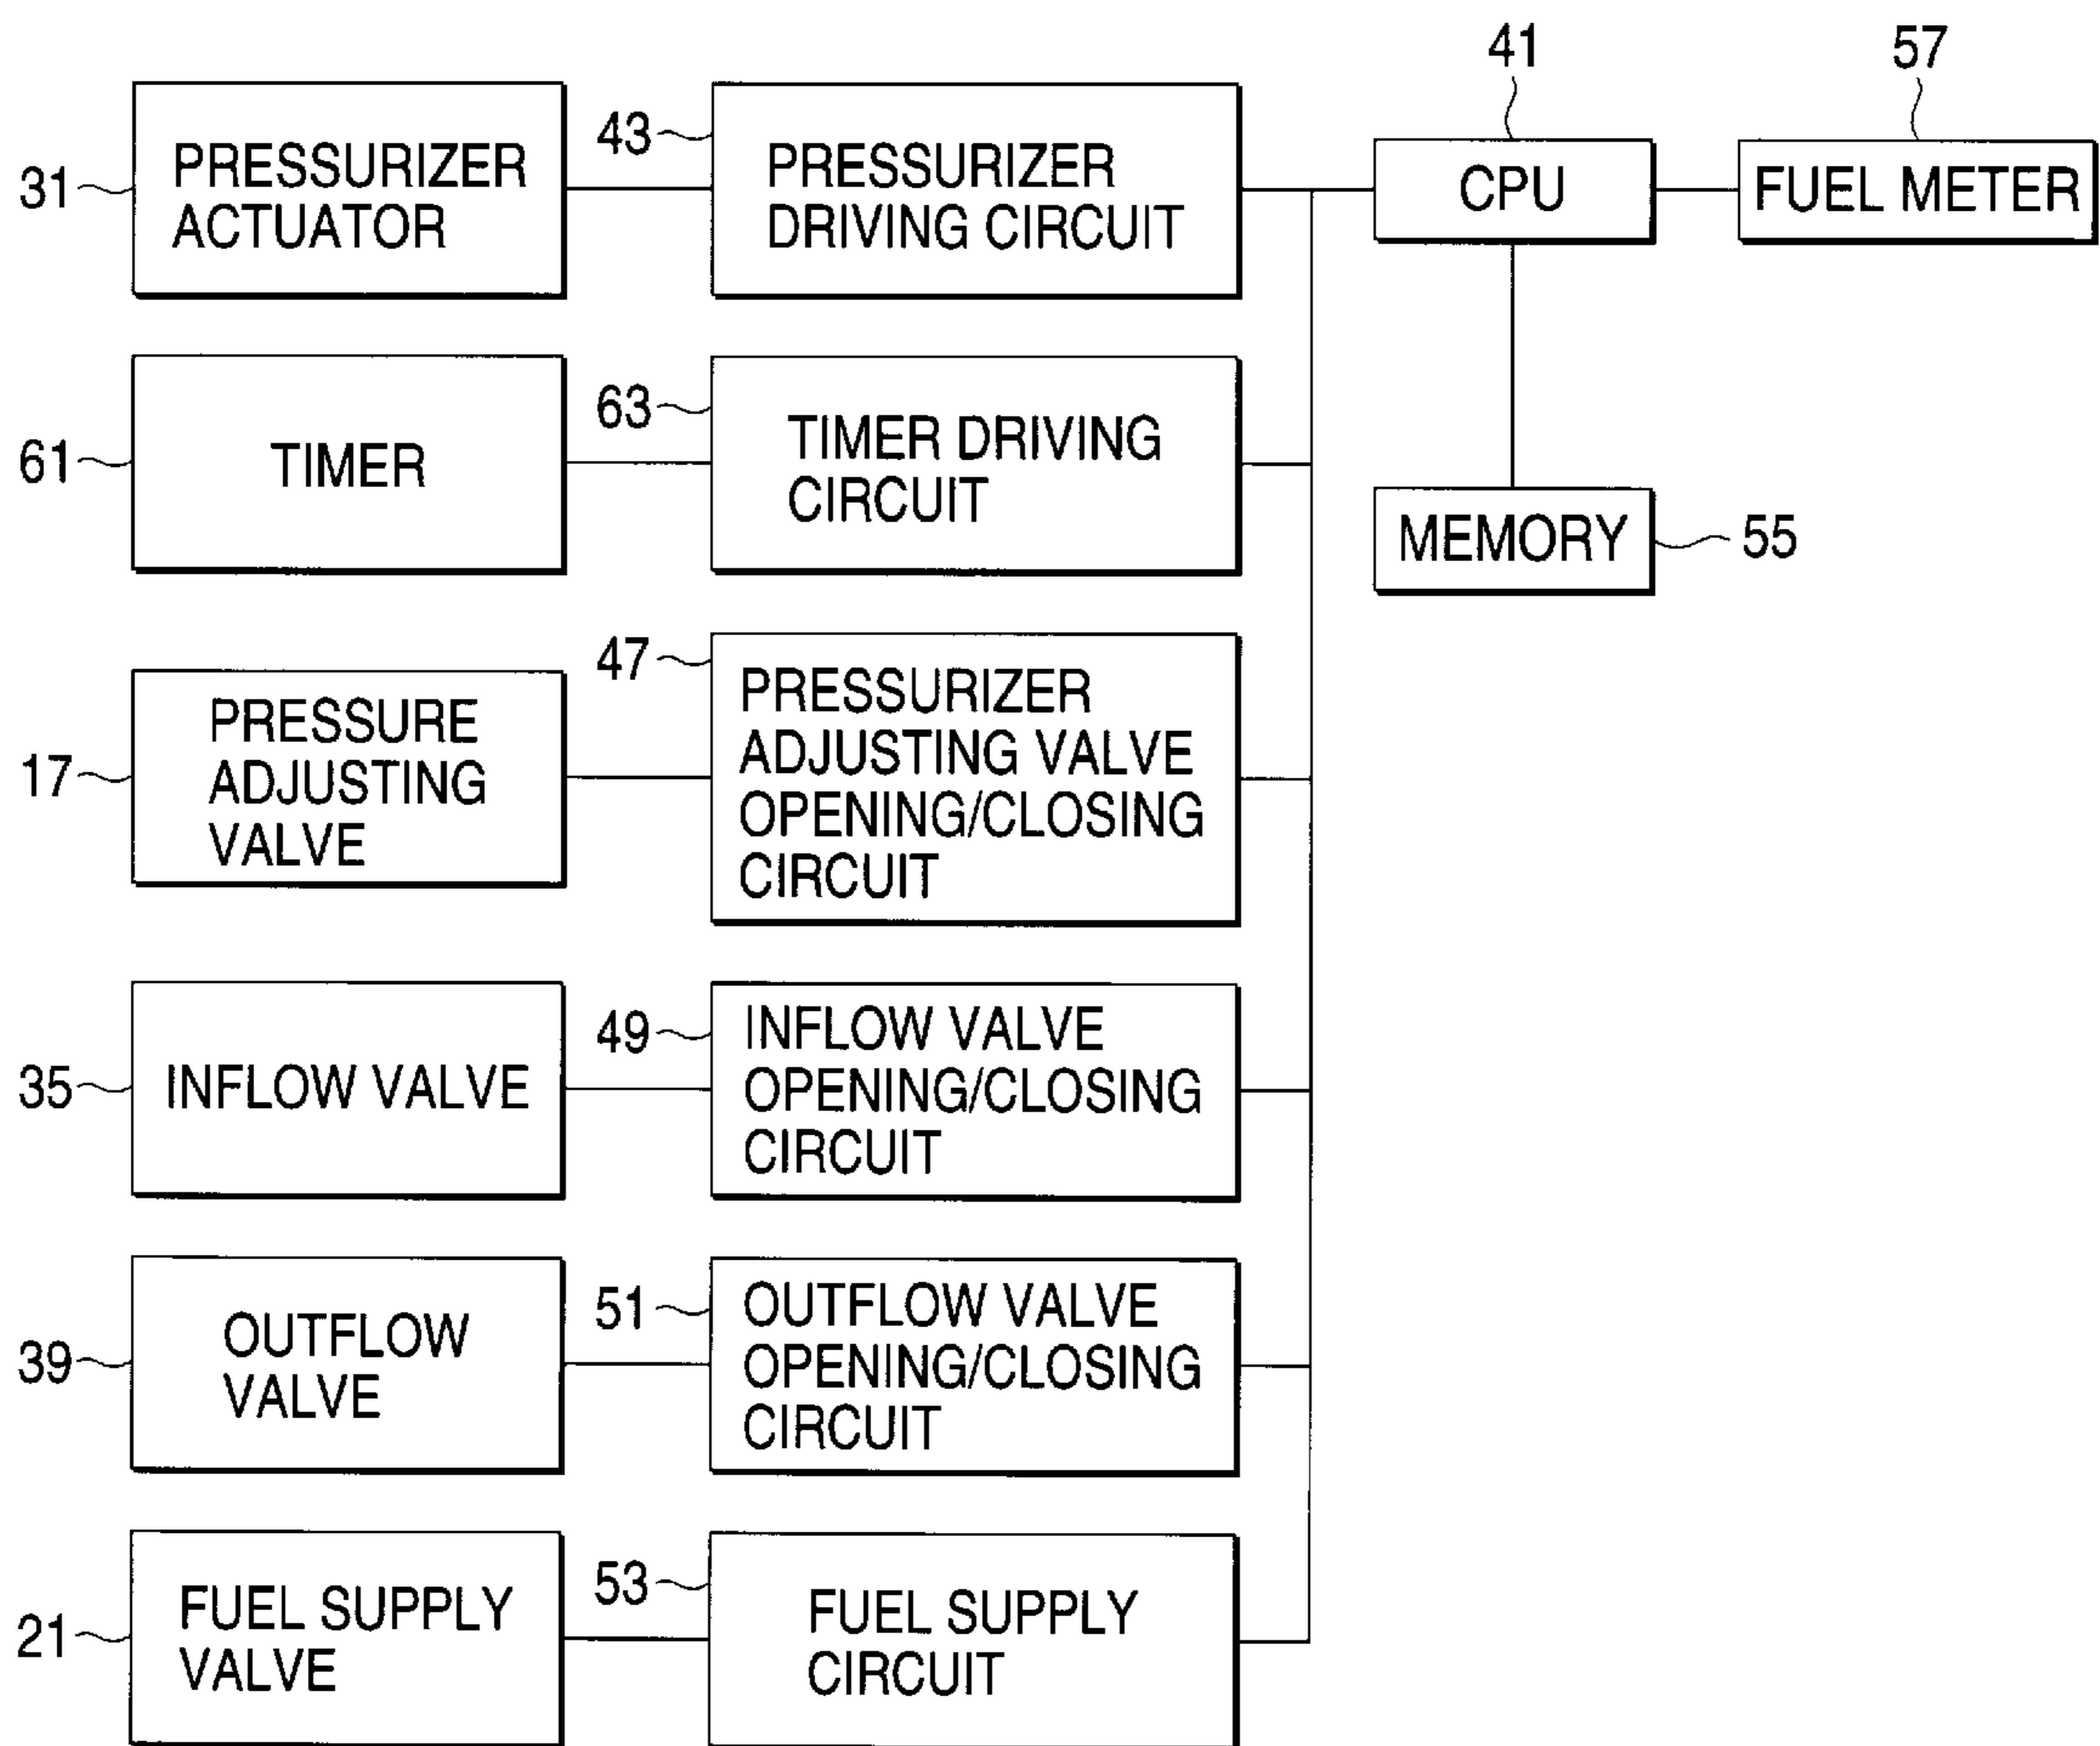 41
57
31
PRESSURIZER
ACTUATOR
43
PRESSURIZER
DRIVING CIRCUIT
CPU
FUEL METER
61
TIMER
63
TIMER DRIVING
CIRCUIT
MEMORY
55
17
PRESSURE
ADJUSTING
VALVE
47
PRESSURIZER
ADJUSTING VALVE
OPENING/CLOSING
CIRCUIT
35
INFLOW VALVE
49
INFLOW VALVE
OPENING/CLOSING
CIRCUIT
39
OUTFLOW
VALVE
51
OUTFLOW VALVE
OPENING/CLOSING
CIRCUIT
21
FUEL SUPPLY
VALVE
53
FUEL SUPPLY
CIRCUIT